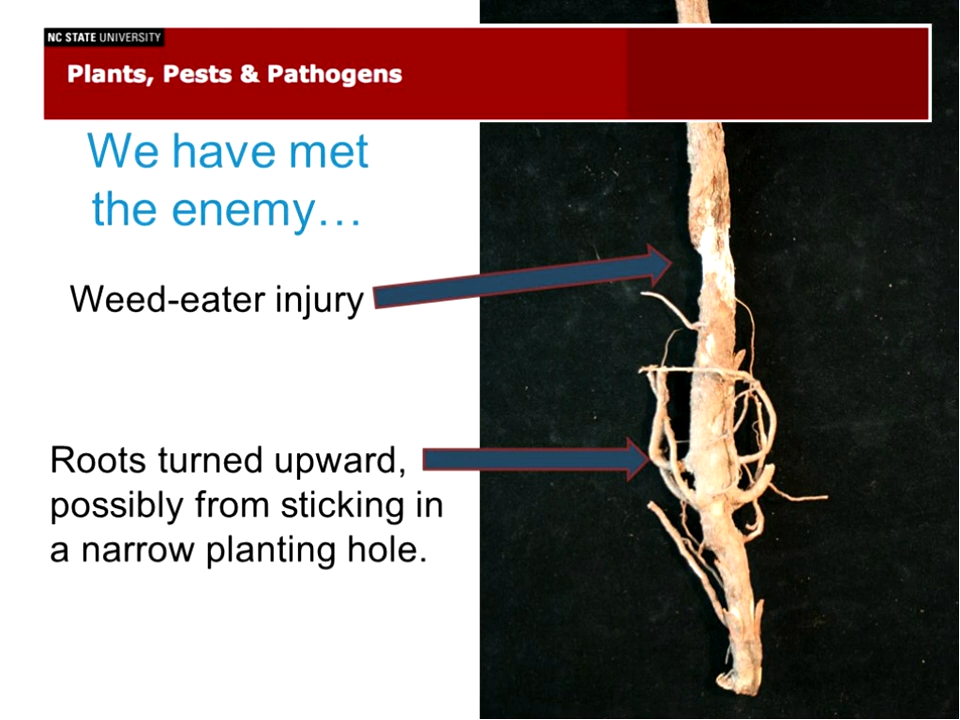 NC STATE UNIVERSITY
Plants, Pests & Pathogens
We have met
the enemy…
Weed-eater injury
Roots turned upward,
possibly from sticking in
a narrow planting hole.